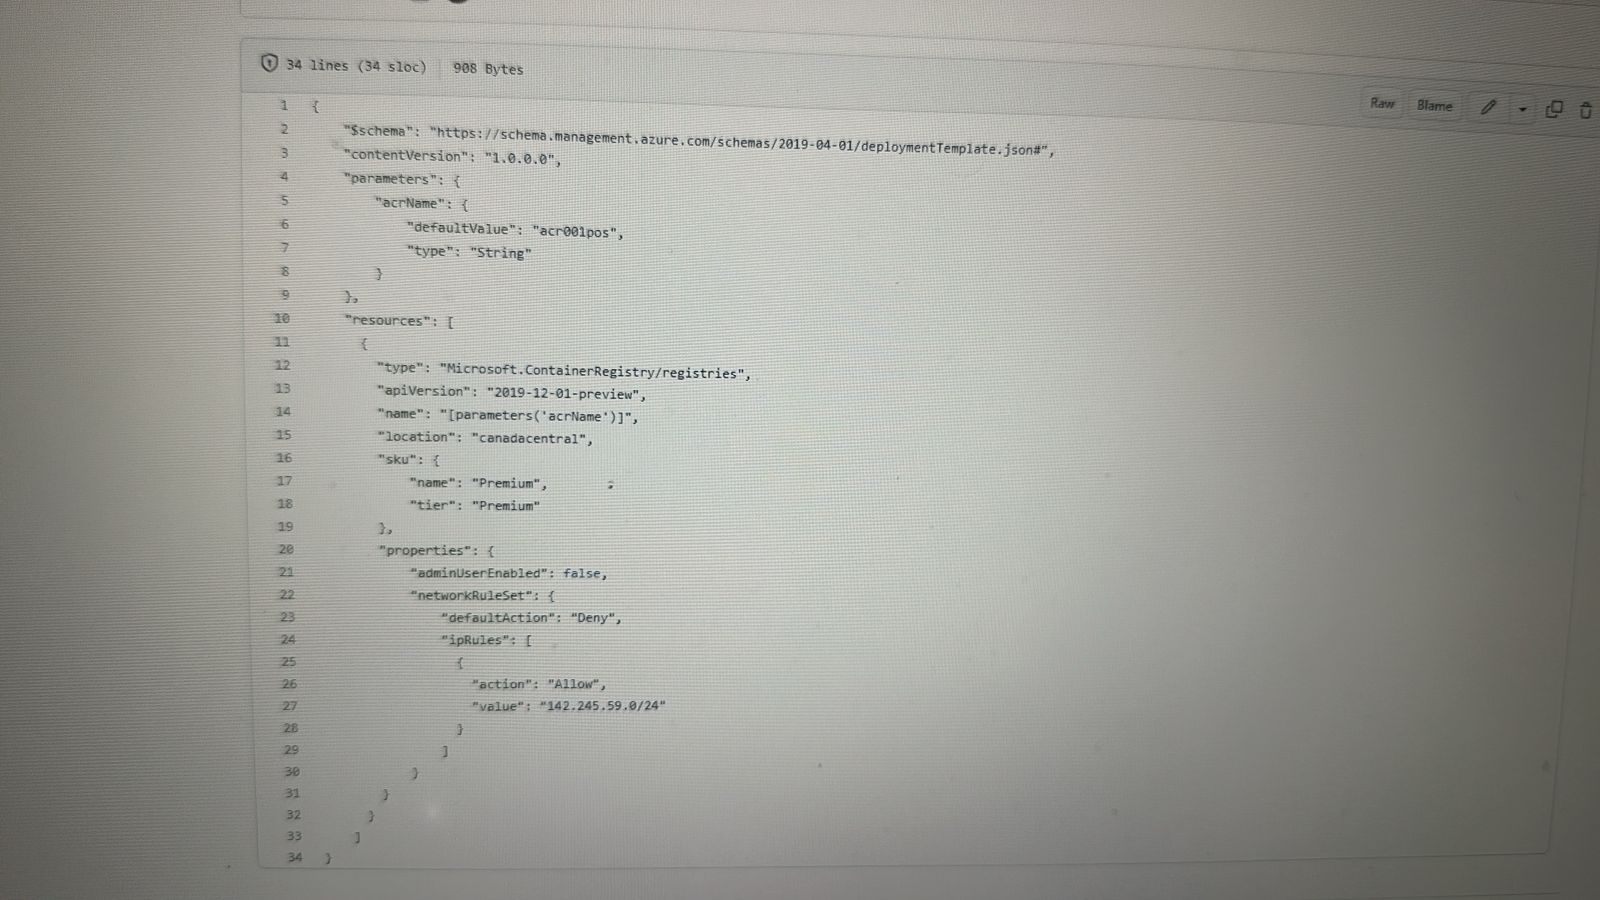 34 lines (34 sloc) 908 Bytes
Raw Blame
1 {
2 "$schema": "https://schema.management.azure.com/schemas/2019-04-01/deploymentTemplate.json#",
3 "contentVersion": "1.0.0.0",
4 "parameters": {
5 "acrName": {
6 "defaultValue": "acr001pos",
7 "type": "String"
8 }
9 },
10 "resources": [
11 {
12 "type": "Microsoft.ContainerRegistry/registries",
13 "apiVersion": "2019-12-01-preview",
14 "name": "[parameters('acrName')]",
15 "location": "canadacentral",
16 "sku": {
17 "name": "Premium",
18 "tier": "Premium"
19 },
20 "properties": {
21 "adminUserEnabled": false,
22 "networkRuleSet": {
23 "defaultAction": "Deny",
24 "ipRules": [
25 {
26 "action": "Allow",
27 "value": "142.245.59.0/24"
28 }
29 ]
30 }
31 }
32 }
33 ]
34 }